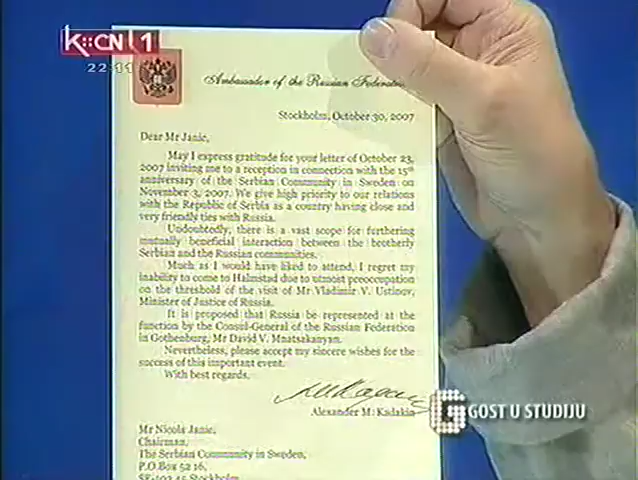 K::CN 1
22:11
Ambassador of the Russian Federation
Stockholm, October 30, 2007
Dear Mr Janic,
May I express gratitude for your letter of October 23,
2007 inviting me to a reception in connection with the 15th
anniversary of the Serbian Community in Sweden on
November 3, 2007. We give high priority to our relations
with the Republic of Serbia as a country having close and
very friendly ties with Russia.
Undoubtedly, there is a vast scope for furthering
mutually beneficial interaction between the brotherly
Serbian and the Russian communities.
Much as I would have liked to attend, I regret my
inability to come to Halmstad due to utmost preoccupation
on the threshold of the visit of Mr Vladimir V. Ustinov,
Minister of Justice of Russia.
It is proposed that Russia be represented at the
function by the Consul-General of the Russian Federation
in Gothenburg, Mr David V. Mnatsakanyan.
Nevertheless, please accept my sincere wishes for the
success of this important event.
With best regards,
Alexander M. Kadakin
GOST U STUDIJU
Mr Nicola Janic,
Chairman,
The Serbian Community in Sweden,
P.O.Box 52 16,
SE-102 45 Stockholm